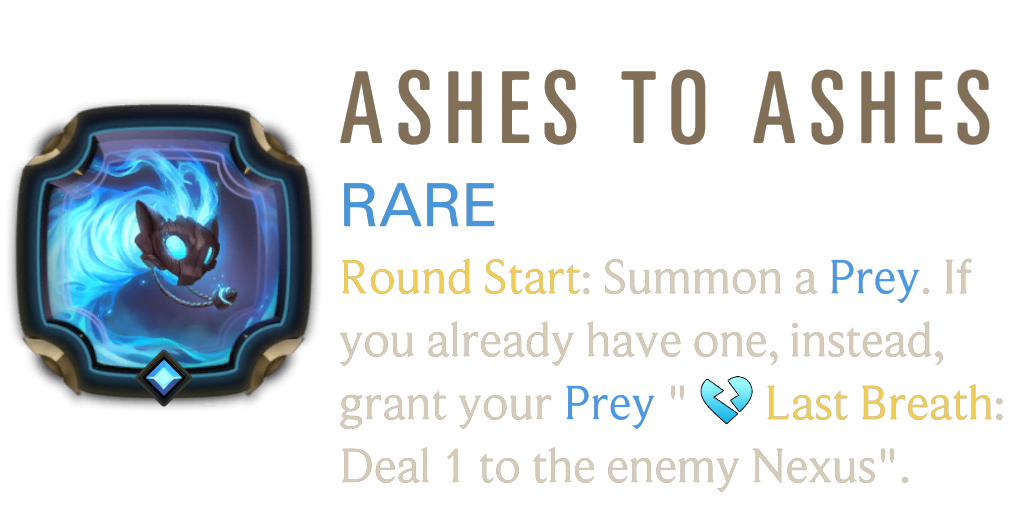 ASHES TO ASHES
RARE
Round Start: Summon a Prey. If
you already have one, instead,
grant your Prey " Last Breath:
Deal 1 to the enemy Nexus".